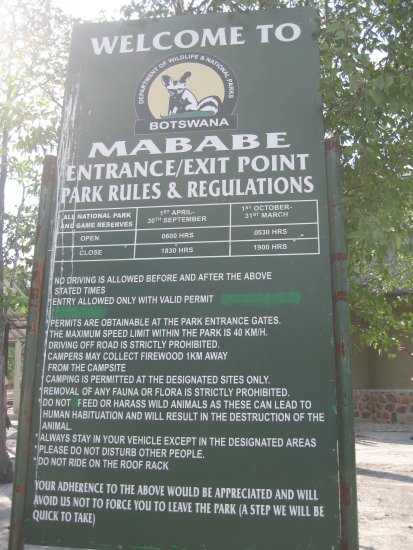 WELCOME TO
DEPARTMENT OF WILDLIFE & NATIONAL PARKS
BOTSWANA
MABABE
ENTRANCE/EXIT POINT
PARK RULES & REGULATIONS
ALL NATIONAL PARK AND GAME RESERVES 1ST APRIL- 30TH SEPTEMBER 1ST OCTOBER- 31ST MARCH
OPEN 0600 HRS 0530 HRS
CLOSE 1830 HRS 1900 HRS
NO DRIVING IS ALLOWED BEFORE AND AFTER THE ABOVE
STATED TIMES
*ENTRY ALLOWED ONLY WITH VALID PERMIT
*PERMITS ARE OBTAINABLE AT THE PARK ENTRANCE GATES.
* THE MAXIMUM SPEED LIMIT WITHIN THE PARK IS 40 KM/H.
DRIVING OFF ROAD IS STRICTLY PROHIBITED.
* CAMPERS MAY COLLECT FIREWOOD 1KM AWAY
FROM THE CAMPSITE
* CAMPING IS PERMITTED AT THE DESIGNATED SITES ONLY.
* REMOVAL OF ANY FAUNA OR FLORA IS STRICTLY PROHIBITED.
* DO NOT FEED OR HARASS WILD ANIMALS AS THESE CAN LEAD TO
HUMAN HABITUATION AND WILL RESULT IN THE DESTRUCTION OF THE
ANIMAL.
*ALWAYS STAY IN YOUR VEHICLE EXCEPT IN THE DESIGNATED AREAS
*PLEASE DO NOT DISTURB OTHER PEOPLE.
*DO NOT RIDE ON THE ROOF RACK
YOUR ADHERENCE TO THE ABOVE WOULD BE APPRECIATED AND WILL
AVOID US NOT TO FORCE YOU TO LEAVE THE PARK (A STEP WE WILL BE
QUICK TO TAKE)